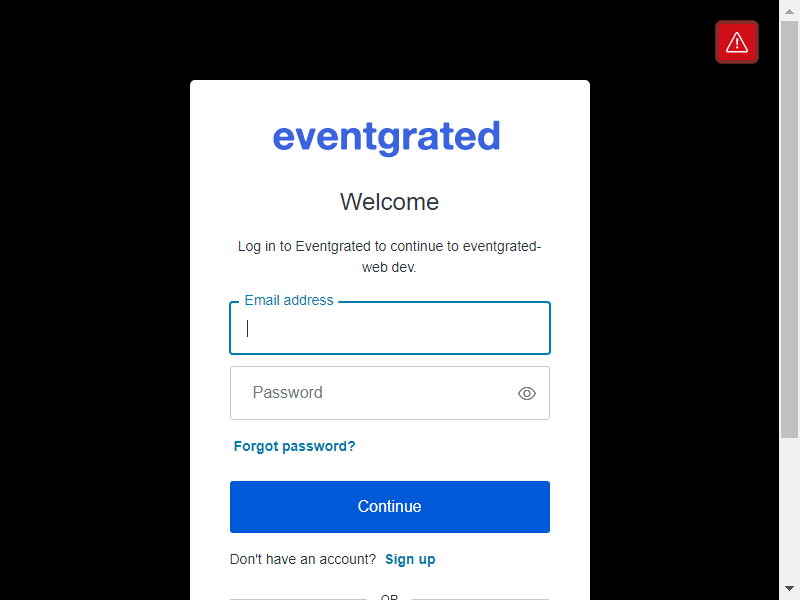 eventgrated
Welcome
Log in to Eventgrated to continue to eventgrated-
web dev.
Email address
Password
Forgot password?
Continue
Don't have an account? Sign up
OR